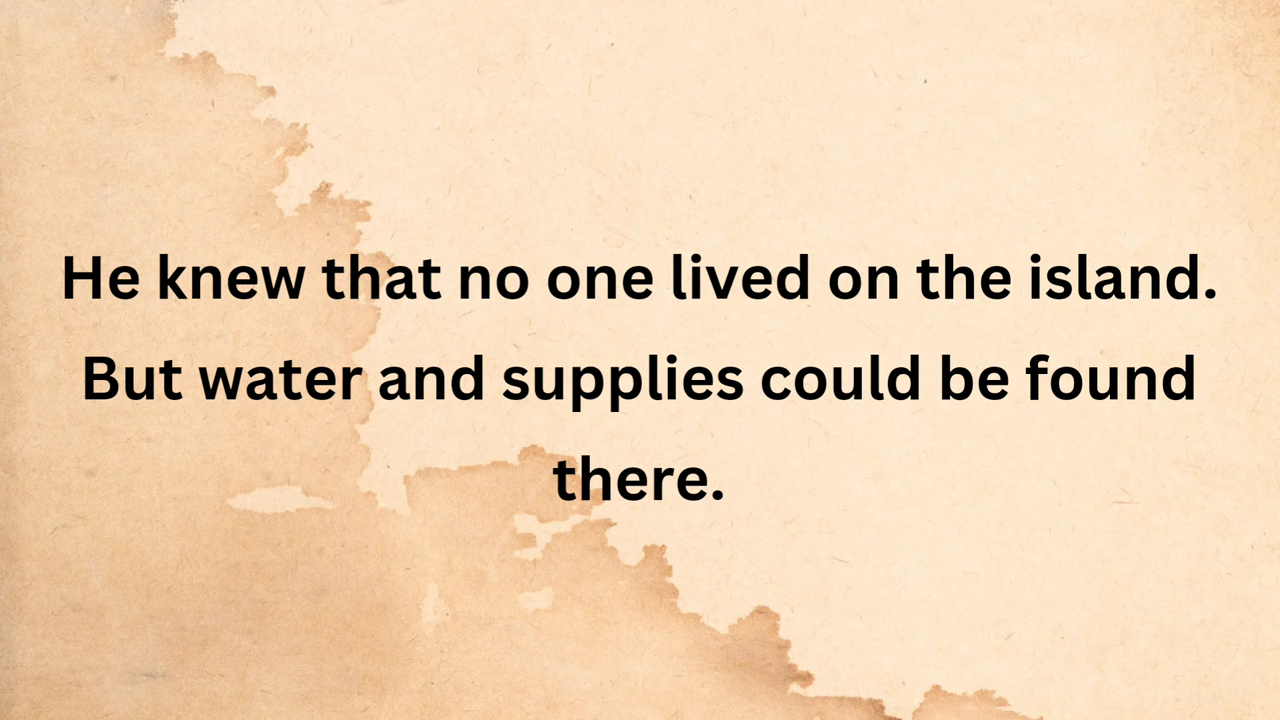 He knew that no one lived on the island.
But water and supplies could be found
there.